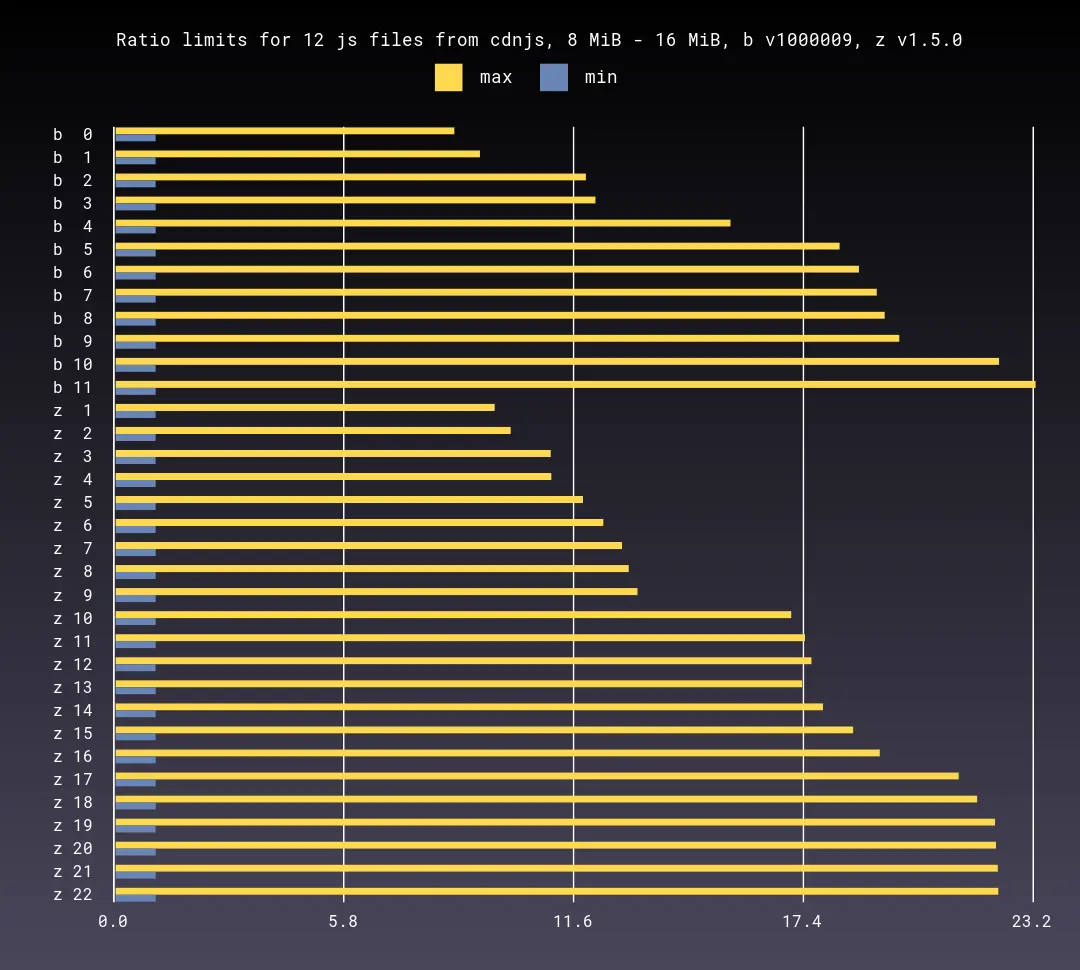 Ratio limits for 12 js files from cdnjs, 8 MiB - 16 MiB, b v1000009, z v1.5.0
max min
b 0
b 1
b 2
b 3
b 4
b 5
b 6
b 7
b 8
b 9
b 10
b 11
z 1
z 2
z 3
z 4
z 5
z 6
z 7
z 8
z 9
z 10
z 11
z 12
z 13
z 14
z 15
z 16
z 17
z 18
z 19
z 20
z 21
z 22
0.0 5.8 11.6 17.4 23.2